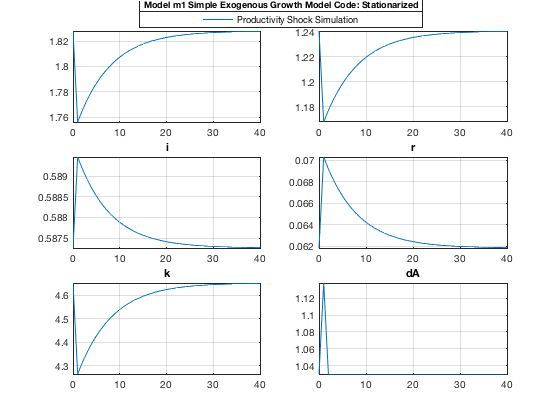 Model m1 Simple Exogenous Growth Model Code: Stationarized
Productivity Shock Simulation
1.82
1.8
1.78
1.76
0 10 20 30 40
1.24
1.2
1.18
0 10 20 30 40
i
0.589
0.5885
0.588
0.5875
0 10 20 30 40
r
0.07
0.068
0.066
0.064
0.062
0 10 20 30 40
k
4.6
4.5
4.4
4.3
0 10 20 30 40
dA
1.12
1.1
1.08
1.06
1.04
0 10 20 30 40